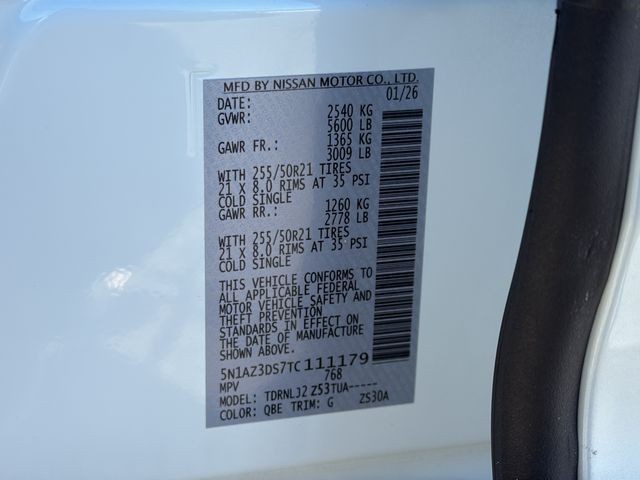 MFD BY NISSAN MOTOR CO., LTD.
DATE: 01/26
GVWR: 2540 KG
5600 LB
GAWR FR.: 1365 KG
3009 LB
WITH 255/50R21 TIRES
21 X 8.0 RIMS AT 35 PSI
COLD SINGLE
GAWR RR.: 1260 KG
2778 LB
WITH 255/50R21 TIRES
21 X 8.0 RIMS AT 35 PSI
COLD SINGLE
THIS VEHICLE CONFORMS TO
ALL APPLICABLE FEDERAL
MOTOR VEHICLE SAFETY AND
THEFT PREVENTION
STANDARDS IN EFFECT ON
THE DATE OF MANUFACTURE
SHOWN ABOVE.
5N1AZ3DS7TC111179
MPV 768
MODEL: TDRNLJ2 Z53TUA-----
COLOR: QBE TRIM: G ZS30A